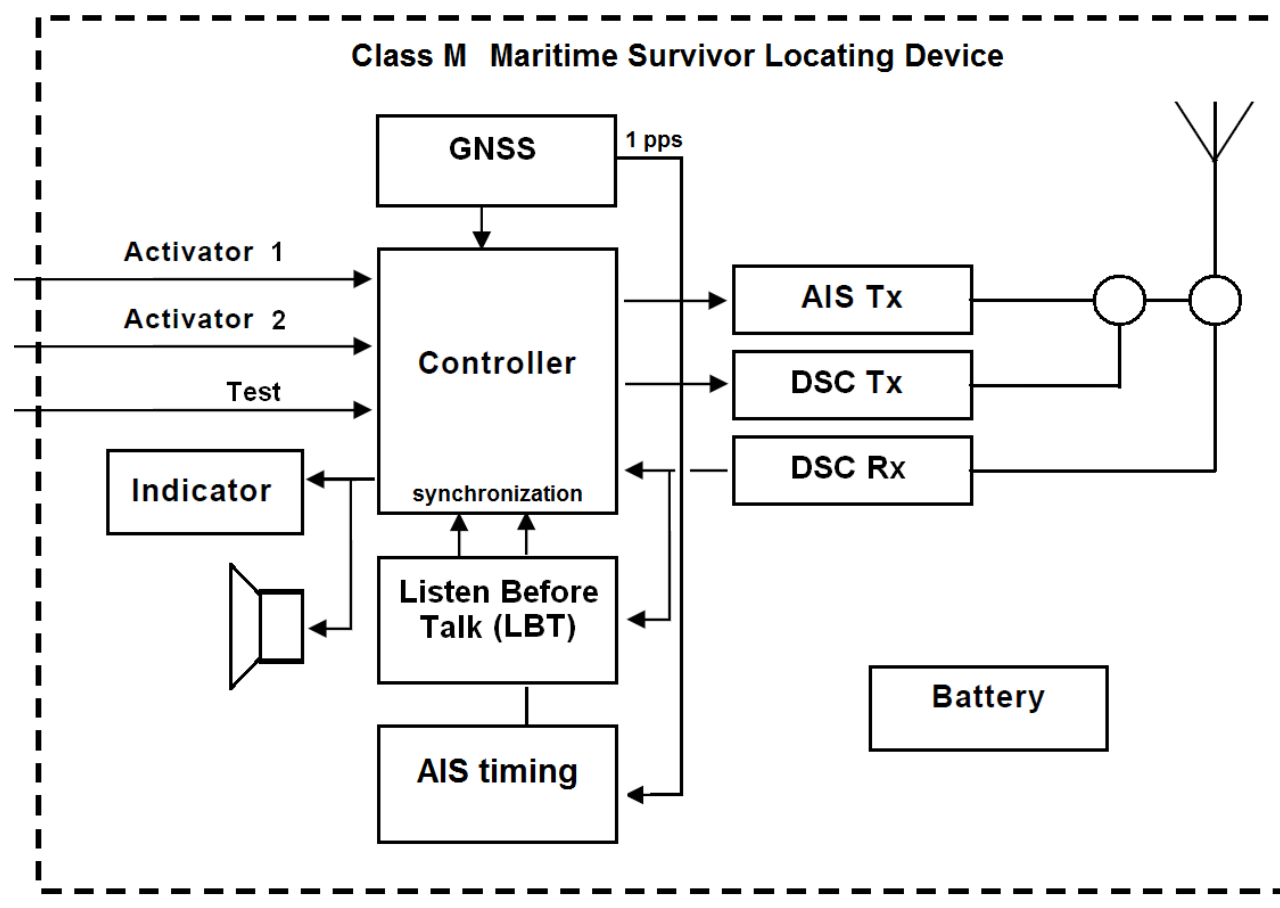 Class M Maritime Survivor Locating Device
GNSS
1 pps
Activator 1
Activator 2
Test
Controller
synchronization
AIS Tx
DSC Tx
DSC Rx
Indicator
Listen Before
Talk (LBT)
AIS timing
Battery